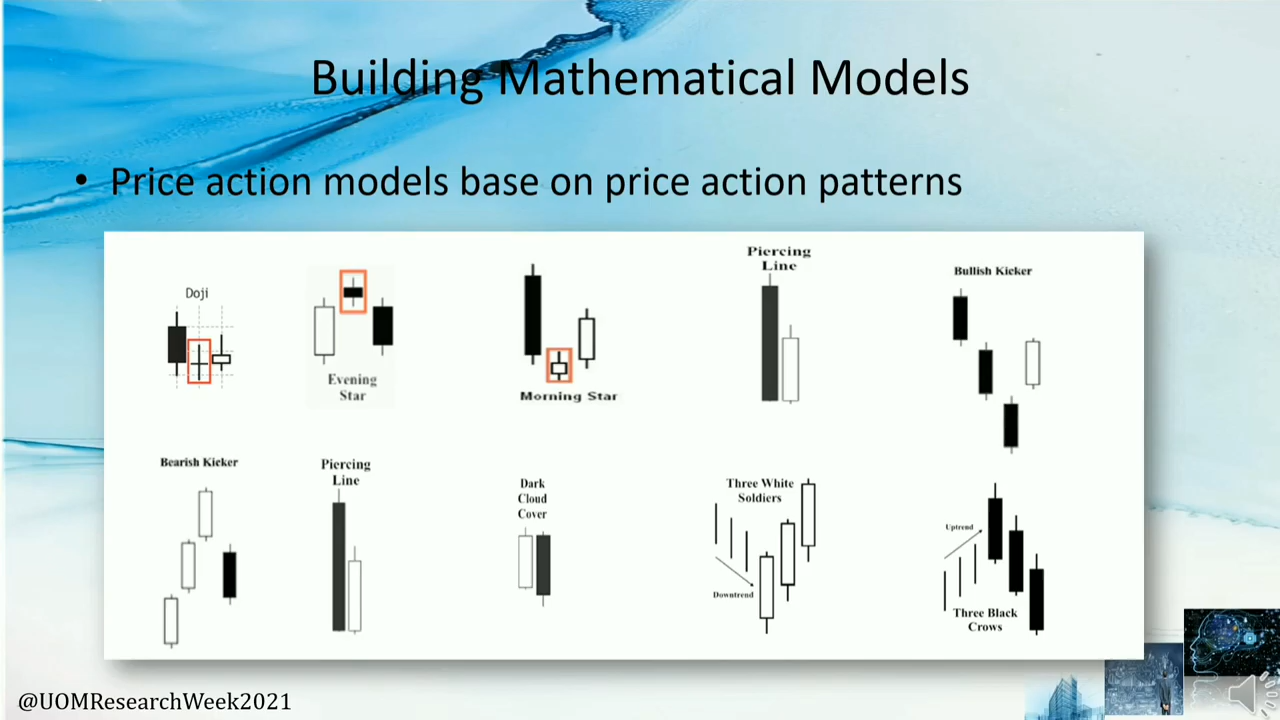 Building Mathematical Models
• Price action models base on price action patterns
Doji
Evening
Star
Morning Star
Piercing
Line
Bullish Kicker
Bearish Kicker
Piercing
Line
Dark
Cloud
Cover
Three White
Soldiers
Downtrend
Uptrend
Three Black
Crows
@UOMResearchWeek2021